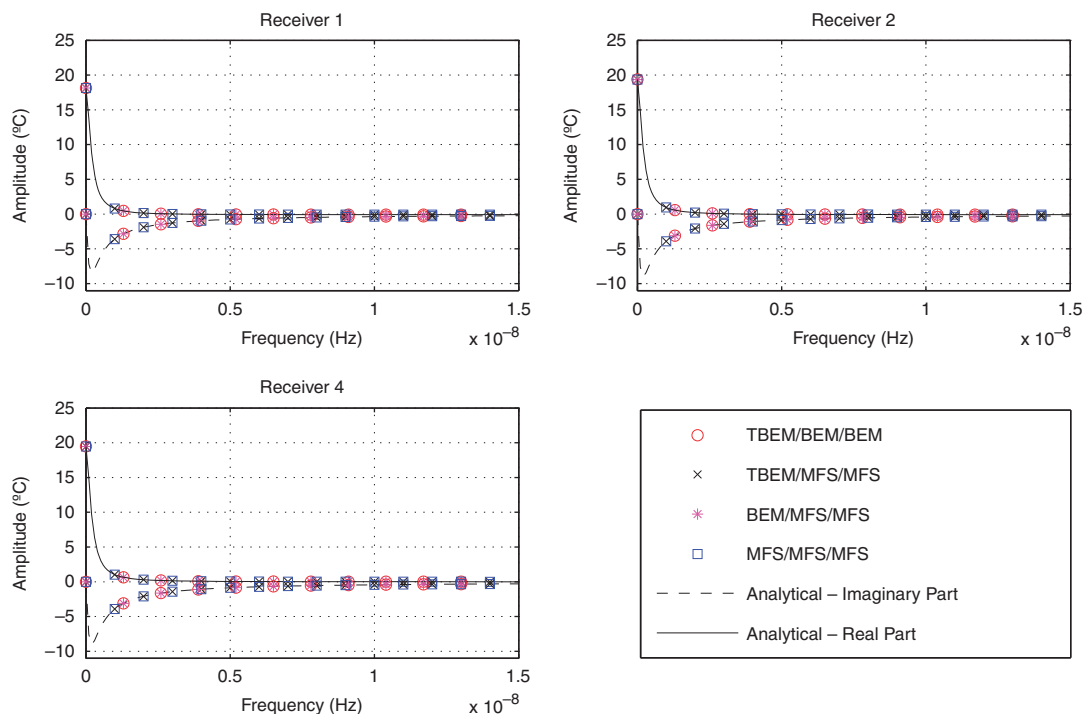 Receiver 1
25
20
15
10
5
0
−5
−10
Amplitude (ºC)
0
0.5
1
1.5
Frequency (Hz)
x 10⁻⁸
Receiver 2
25
20
15
10
5
0
−5
−10
Amplitude (ºC)
0
0.5
1
1.5
Frequency (Hz)
x 10⁻⁸
Receiver 4
25
20
15
10
5
0
−5
−10
Amplitude (ºC)
0
0.5
1
1.5
Frequency (Hz)
x 10⁻⁸
TBEM/BEM/BEM
TBEM/MFS/MFS
BEM/MFS/MFS
MFS/MFS/MFS
Analytical – Imaginary Part
Analytical – Real Part